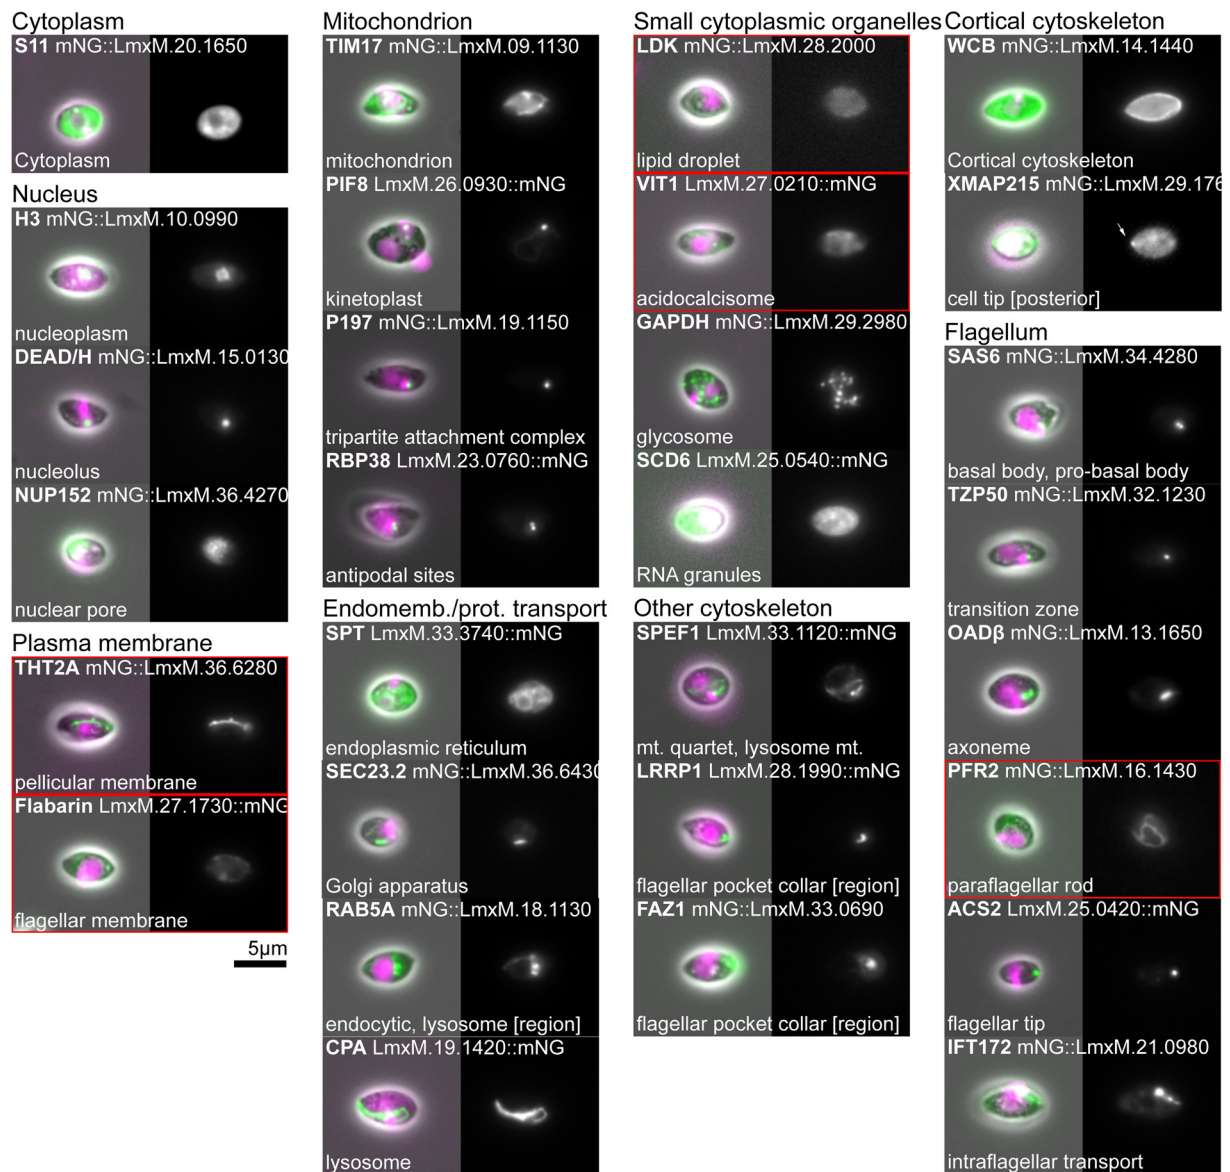 Cytoplasm
S11 mNG::LmxM.20.1650
Cytoplasm
Nucleus
H3 mNG::LmxM.10.0990
nucleoplasm
DEAD/H mNG::LmxM.15.0130
nucleolus
NUP152 mNG::LmxM.36.4270
nuclear pore
Plasma membrane
THT2A mNG::LmxM.36.6280
pellicular membrane
Flabarin LmxM.27.1730::mNG
flagellar membrane
5µm
Mitochondrion
TIM17 mNG::LmxM.09.1130
mitochondrion
PIF8 LmxM.26.0930::mNG
kinetoplast
P197 mNG::LmxM.19.1150
tripartite attachment complex
RBP38 LmxM.23.0760::mNG
antipodal sites
Endomemb./prot. transport
SPT LmxM.33.3740::mNG
endoplasmic reticulum
SEC23.2 mNG::LmxM.36.6430
Golgi apparatus
RAB5A mNG::LmxM.18.1130
endocytic, lysosome [region]
CPA LmxM.19.1420::mNG
lysosome
Small cytoplasmic organelles
LDK mNG::LmxM.28.2000
lipid droplet
VIT1 LmxM.27.0210::mNG
acidocalcisome
GAPDH mNG::LmxM.29.2980
glycosome
SCD6 LmxM.25.0540::mNG
RNA granules
Other cytoskeleton
SPEF1 LmxM.33.1120::mNG
mt. quartet, lysosome mt.
LRRP1 LmxM.28.1990::mNG
flagellar pocket collar [region]
FAZ1 mNG::LmxM.33.0690
flagellar pocket collar [region]
Cortical cytoskeleton
WCB mNG::LmxM.14.1440
Cortical cytoskeleton
XMAP215 mNG::LmxM.29.176
cell tip [posterior]
Flagellum
SAS6 mNG::LmxM.34.4280
basal body, pro-basal body
TZP50 mNG::LmxM.32.1230
transition zone
OADβ mNG::LmxM.13.1650
axoneme
PFR2 mNG::LmxM.16.1430
paraflagellar rod
ACS2 LmxM.25.0420::mNG
flagellar tip
IFT172 mNG::LmxM.21.0980
intraflagellar transport